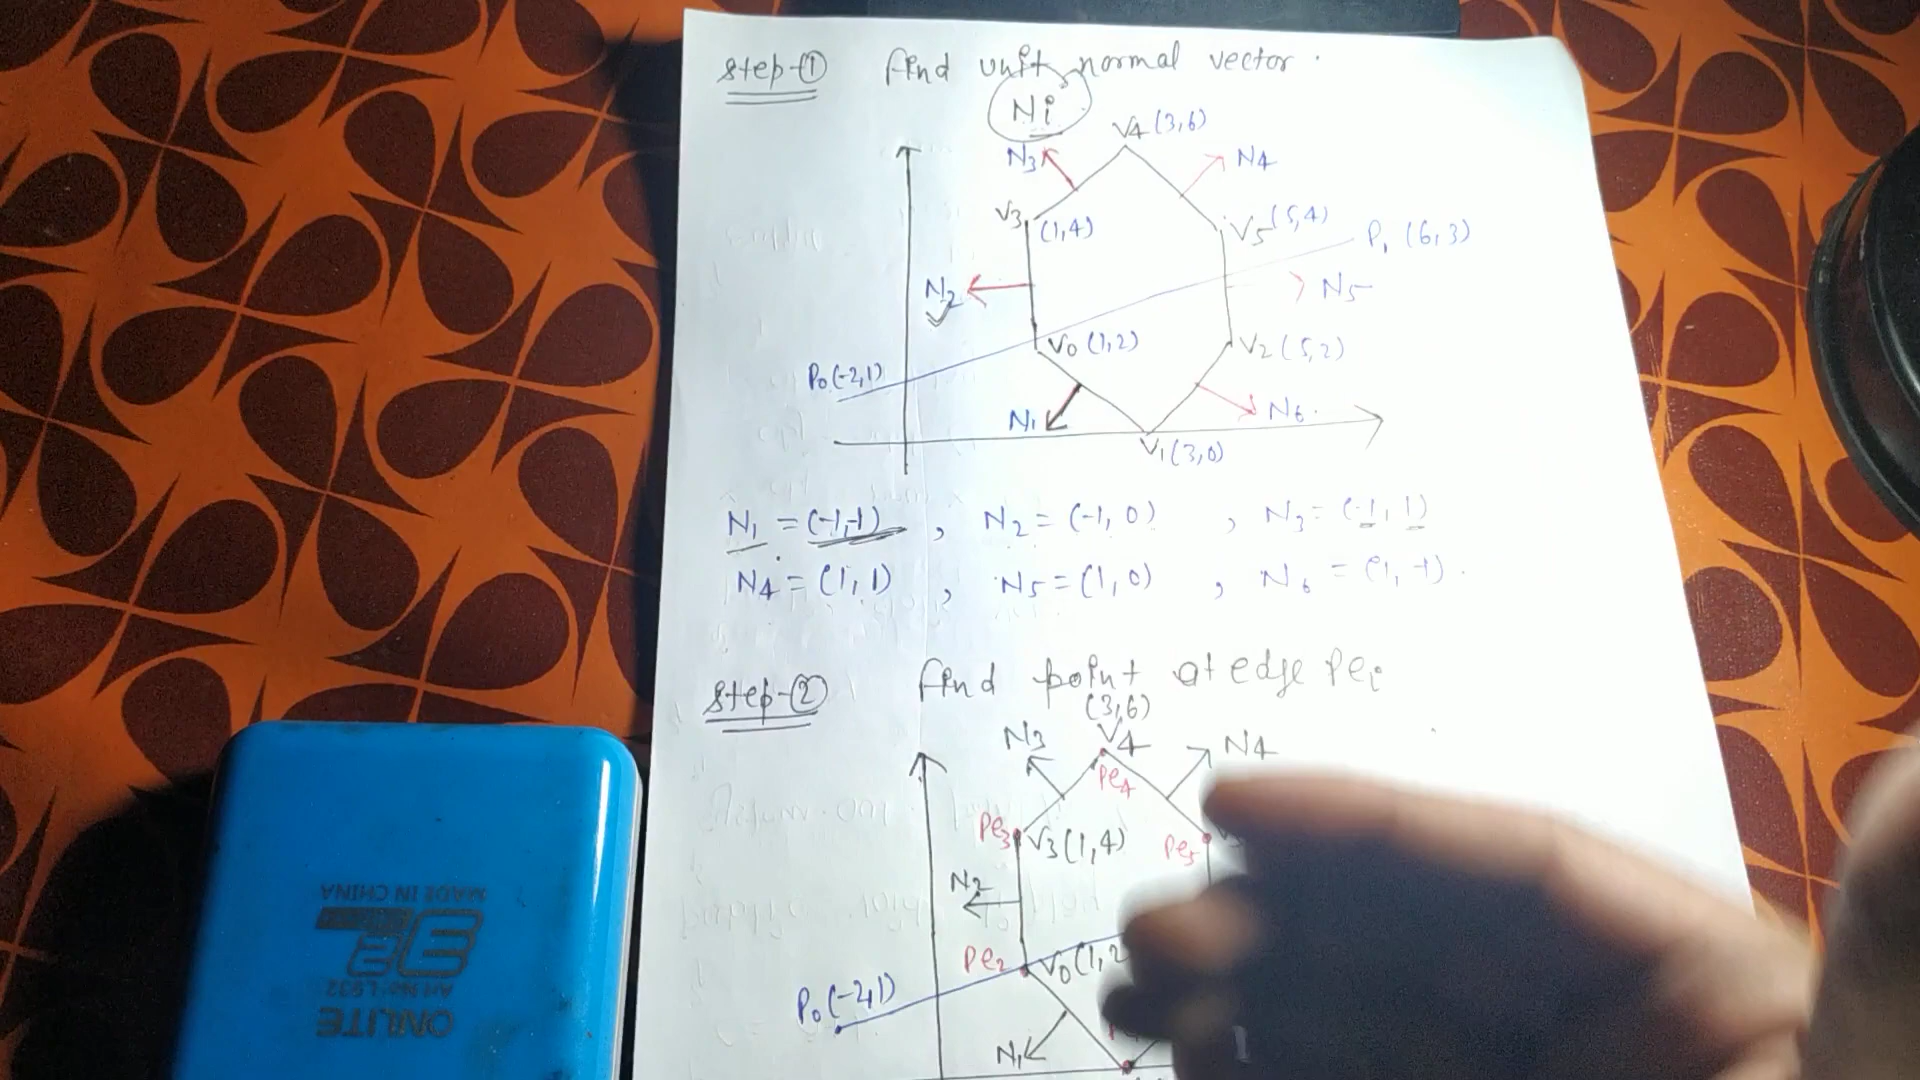 step-① find unit normal vector.
Ni
V4 (3,6)
N3
N4
V3
(1,4)
V5 (5,4)
P1 (6,3)
N2
N5
V0 (1,2)
V2 (5,2)
P0 (-2,1)
N1
N6.
V1 (3,0)
N1 = (-1,-1) , N2 = (-1, 0) , N3 = (-1, 1)
N4 = (1, 1) , N5 = (1, 0) , N6 = (1, -1).
step-② find point at edge Pei
(3,6)
N3
V4
N4
Pe4
Pe3
V3 (1,4)
Pe5
N2
Pe2
V0 (1,2
P0 (-2,1)
N1
MADE IN CHINA
ONLITE